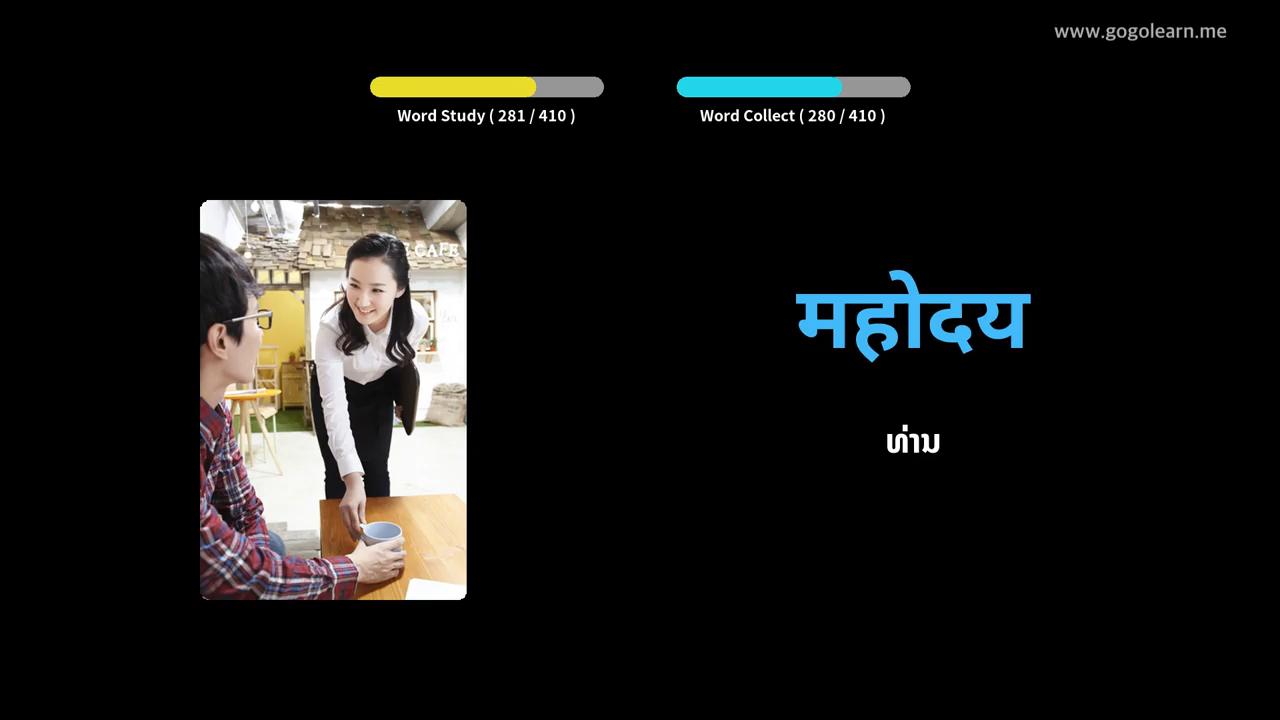 www.gogolearn.me
Word Study ( 281 / 410 )
Word Collect ( 280 / 410 )
CAFE
महोदय
ທ່ານ